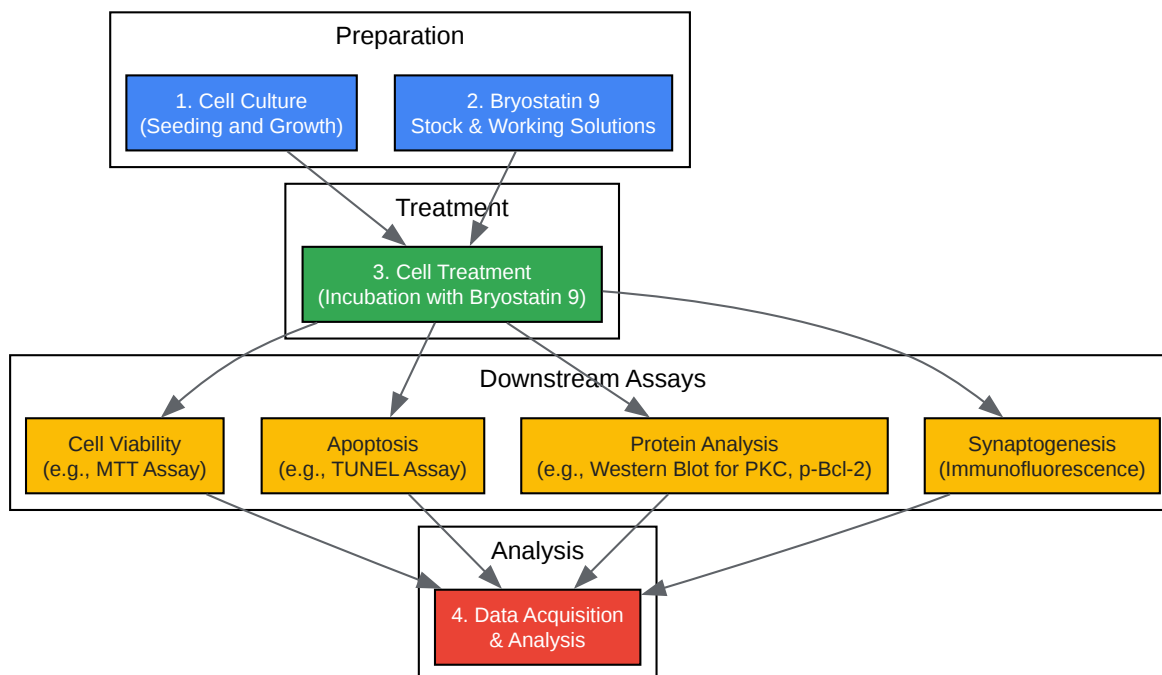 Preparation
1. Cell Culture
(Seeding and Growth)
2. Bryostatin 9
Stock & Working Solutions
Treatment
3. Cell Treatment
(Incubation with Bryostatin 9)
Downstream Assays
Cell Viability
(e.g., MTT Assay)
Apoptosis
(e.g., TUNEL Assay)
Protein Analysis
(e.g., Western Blot for PKC, p-Bcl-2)
Synaptogenesis
(Immunofluorescence)
Analysis
4. Data Acquisition
& Analysis